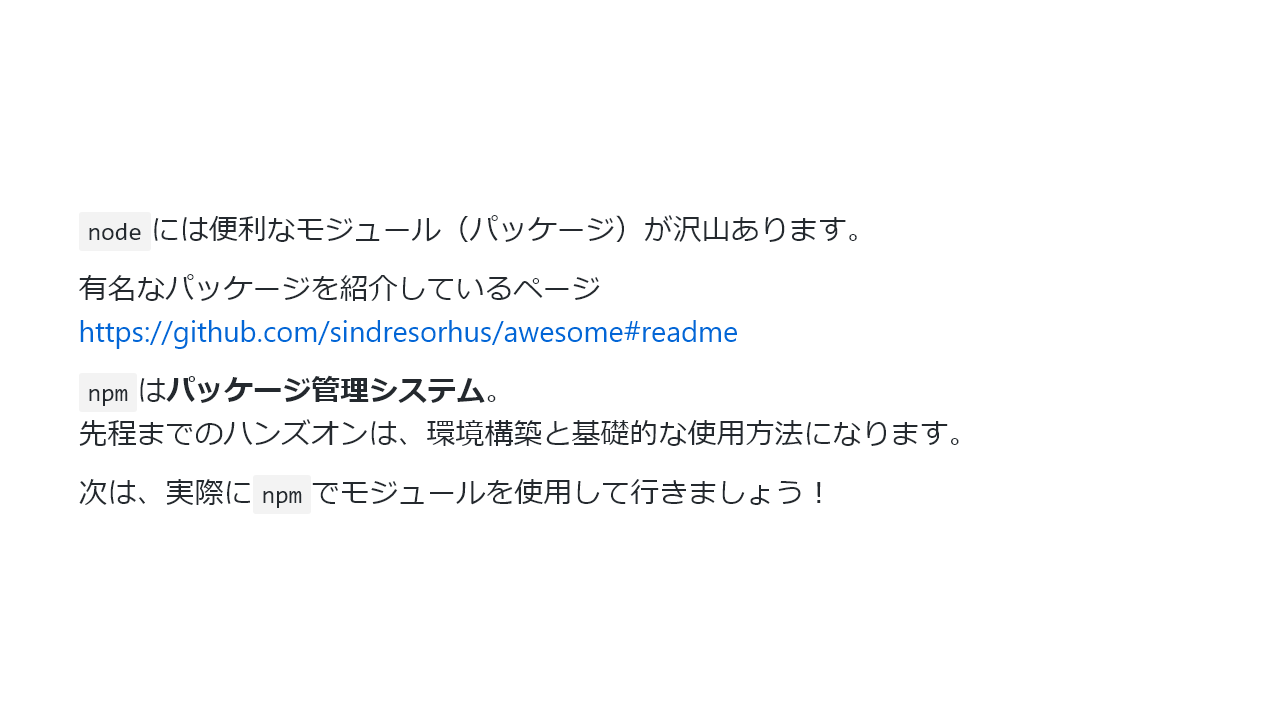 nodeには便利なモジュール（パッケージ）が沢山あります。
有名なパッケージを紹介しているページ
https://github.com/sindresorhus/awesome#readme
npmはパッケージ管理システム。
先程までのハンズオンは、環境構築と基礎的な使用方法になります。
次は、実際にnpmでモジュールを使用して行きましょう！